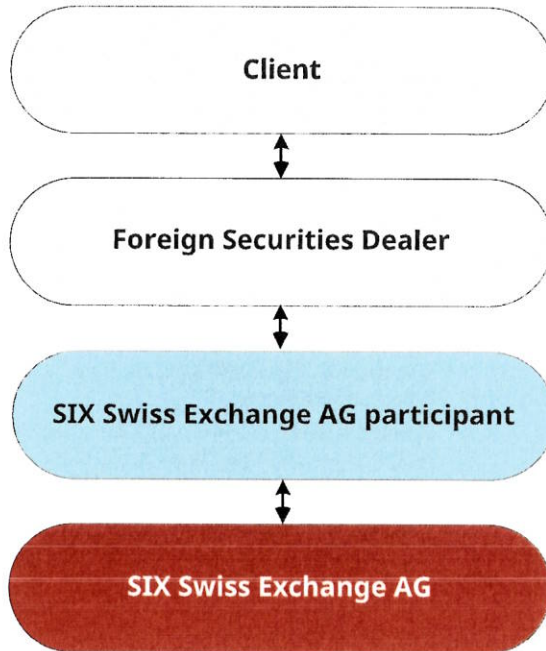 Client
Foreign Securities Dealer
SIX Swiss Exchange AG participant
SIX Swiss Exchange AG